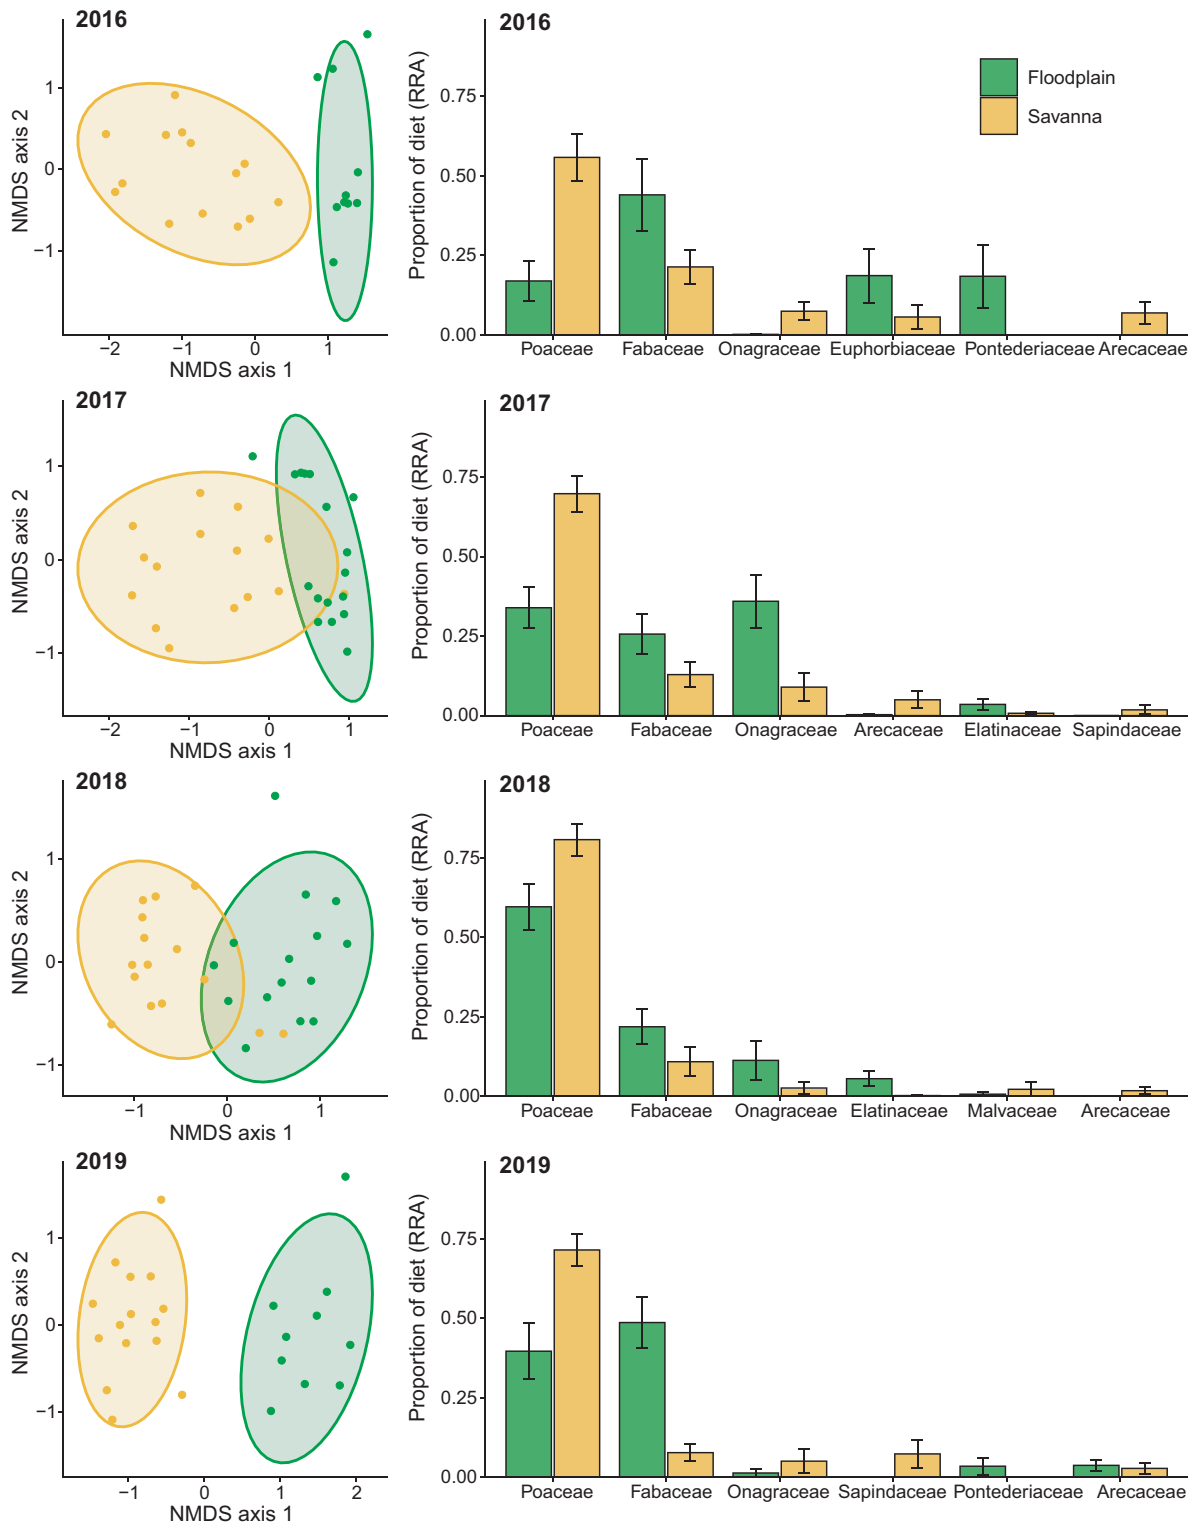 2016
NMDS axis 2
1
0
−1
−2
−1
0
1
NMDS axis 1
2016
Proportion of diet (RRA)
0.75
0.50
0.25
0.00
Floodplain
Savanna
Poaceae Fabaceae Onagraceae Euphorbiaceae Pontederiaceae Arecaceae
2017
NMDS axis 2
1
0
−1
−2
−1
0
1
NMDS axis 1
2017
Proportion of diet (RRA)
0.75
0.50
0.25
0.00
Poaceae Fabaceae Onagraceae Arecaceae Elatinaceae Sapindaceae
2018
NMDS axis 2
1
0
−1
−1
0
1
NMDS axis 1
2018
Proportion of diet (RRA)
0.75
0.50
0.25
0.00
Poaceae Fabaceae Onagraceae Elatinaceae Malvaceae Arecaceae
2019
NMDS axis 2
1
0
−1
−1
0
1
2
NMDS axis 1
2019
Proportion of diet (RRA)
0.75
0.50
0.25
0.00
Poaceae Fabaceae Onagraceae Sapindaceae Pontederiaceae Arecaceae